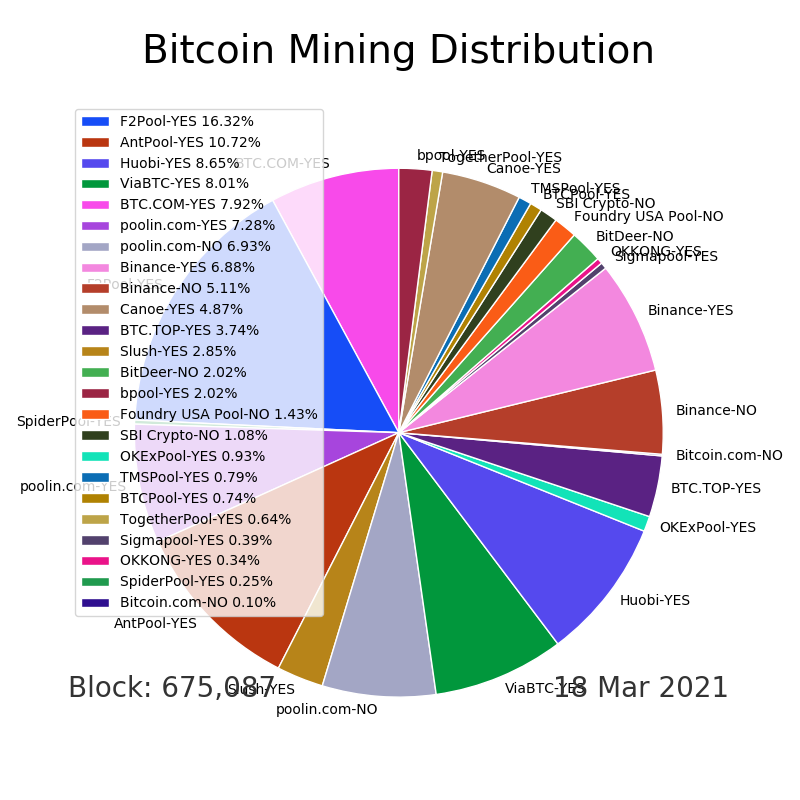 Bitcoin Mining Distribution
F2Pool-YES 16.32%
AntPool-YES 10.72%
Huobi-YES 8.65%
ViaBTC-YES 8.01%
BTC.COM-YES 7.92%
poolin.com-YES 7.28%
poolin.com-NO 6.93%
Binance-YES 6.88%
Binance-NO 5.11%
Canoe-YES 4.87%
BTC.TOP-YES 3.74%
Slush-YES 2.85%
BitDeer-NO 2.02%
bpool-YES 2.02%
Foundry USA Pool-NO 1.43%
SBI Crypto-NO 1.08%
OKExPool-YES 0.93%
TMSPool-YES 0.79%
BTCPool-YES 0.74%
TogetherPool-YES 0.64%
Sigmapool-YES 0.39%
OKKONG-YES 0.34%
SpiderPool-YES 0.25%
Bitcoin.com-NO 0.10%
bpool-YES
TogetherPool-YES
Canoe-YES
TMSPool-YES
BTCPool-YES
SBI Crypto-NO
Foundry USA Pool-NO
BitDeer-NO
OKKONG-YES
Sigmapool-YES
Binance-YES
Binance-NO
Bitcoin.com-NO
BTC.TOP-YES
OKExPool-YES
Huobi-YES
ViaBTC-YES
poolin.com-NO
Slush-YES
AntPool-YES
poolin.com-YES
SpiderPool-YES
F2Pool-YES
BTC.COM-YES
Block: 675,087
18 Mar 2021